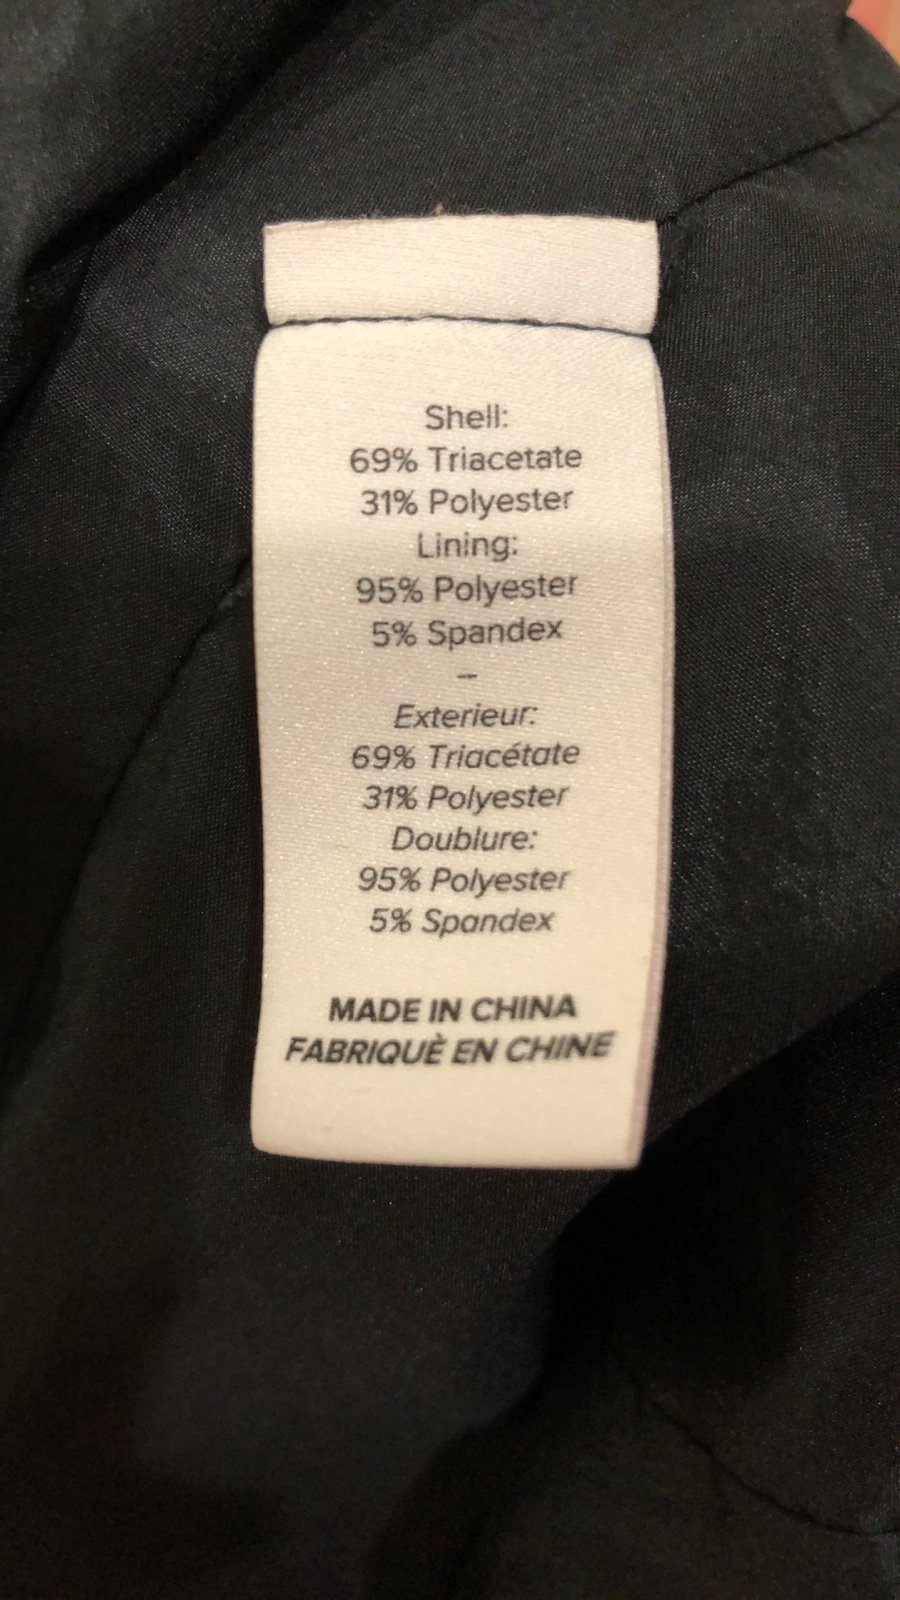 Shell:
69% Triacetate
31% Polyester
Lining:
95% Polyester
5% Spandex
–
Exterieur:
69% Triacétate
31% Polyester
Doublure:
95% Polyester
5% Spandex
MADE IN CHINA
FABRIQUÈ EN CHINE